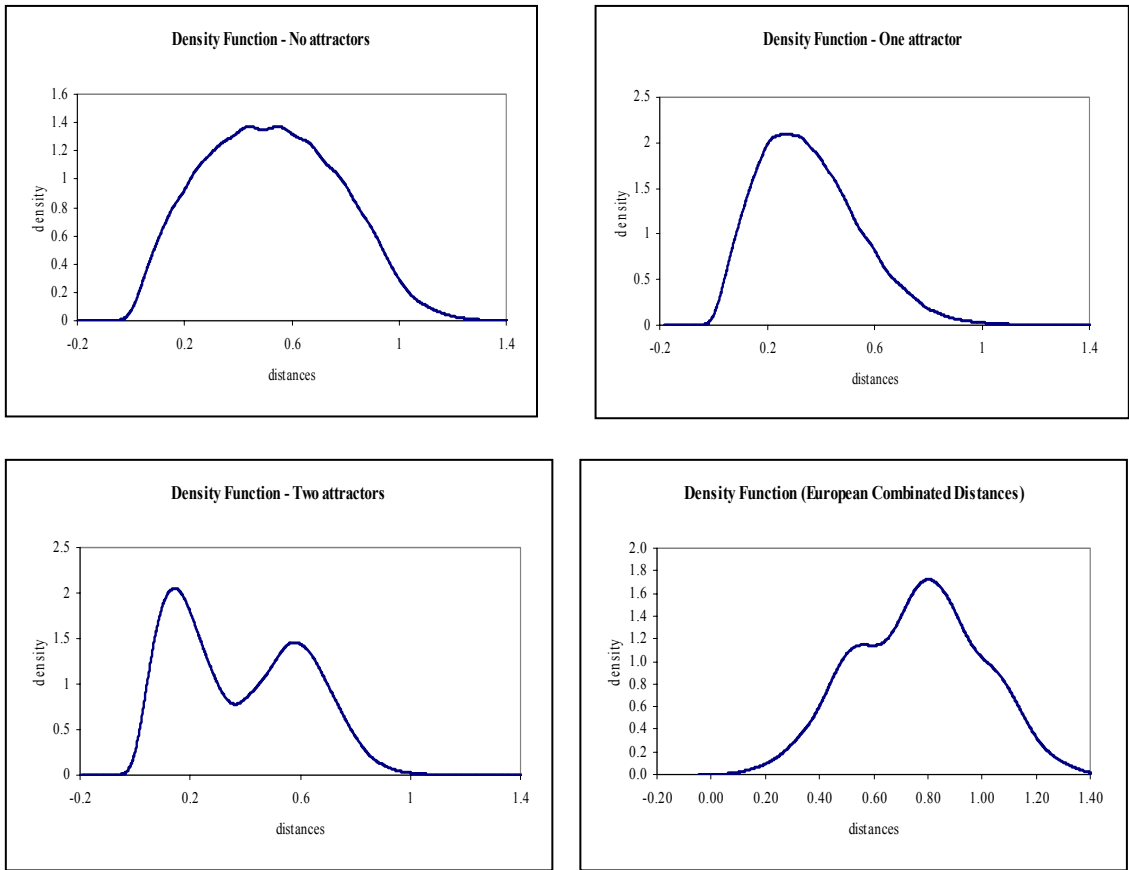 Density Function - No attractors
1.6
1.4
1.2
1
0.8
0.6
0.4
0.2
0
density
-0.2 0.2 0.6 1 1.4
distances
Density Function - One attractor
2.5
2
1.5
1
0.5
0
density
-0.2 0.2 0.6 1 1.4
distances
Density Function - Two attractors
2.5
2
1.5
1
0.5
0
density
-0.2 0.2 0.6 1 1.4
distances
Density Function (European Combinated Distances)
2.0
1.8
1.6
1.4
1.2
1.0
0.8
0.6
0.4
0.2
0.0
density
-0.20 0.00 0.20 0.40 0.60 0.80 1.00 1.20 1.40
distances